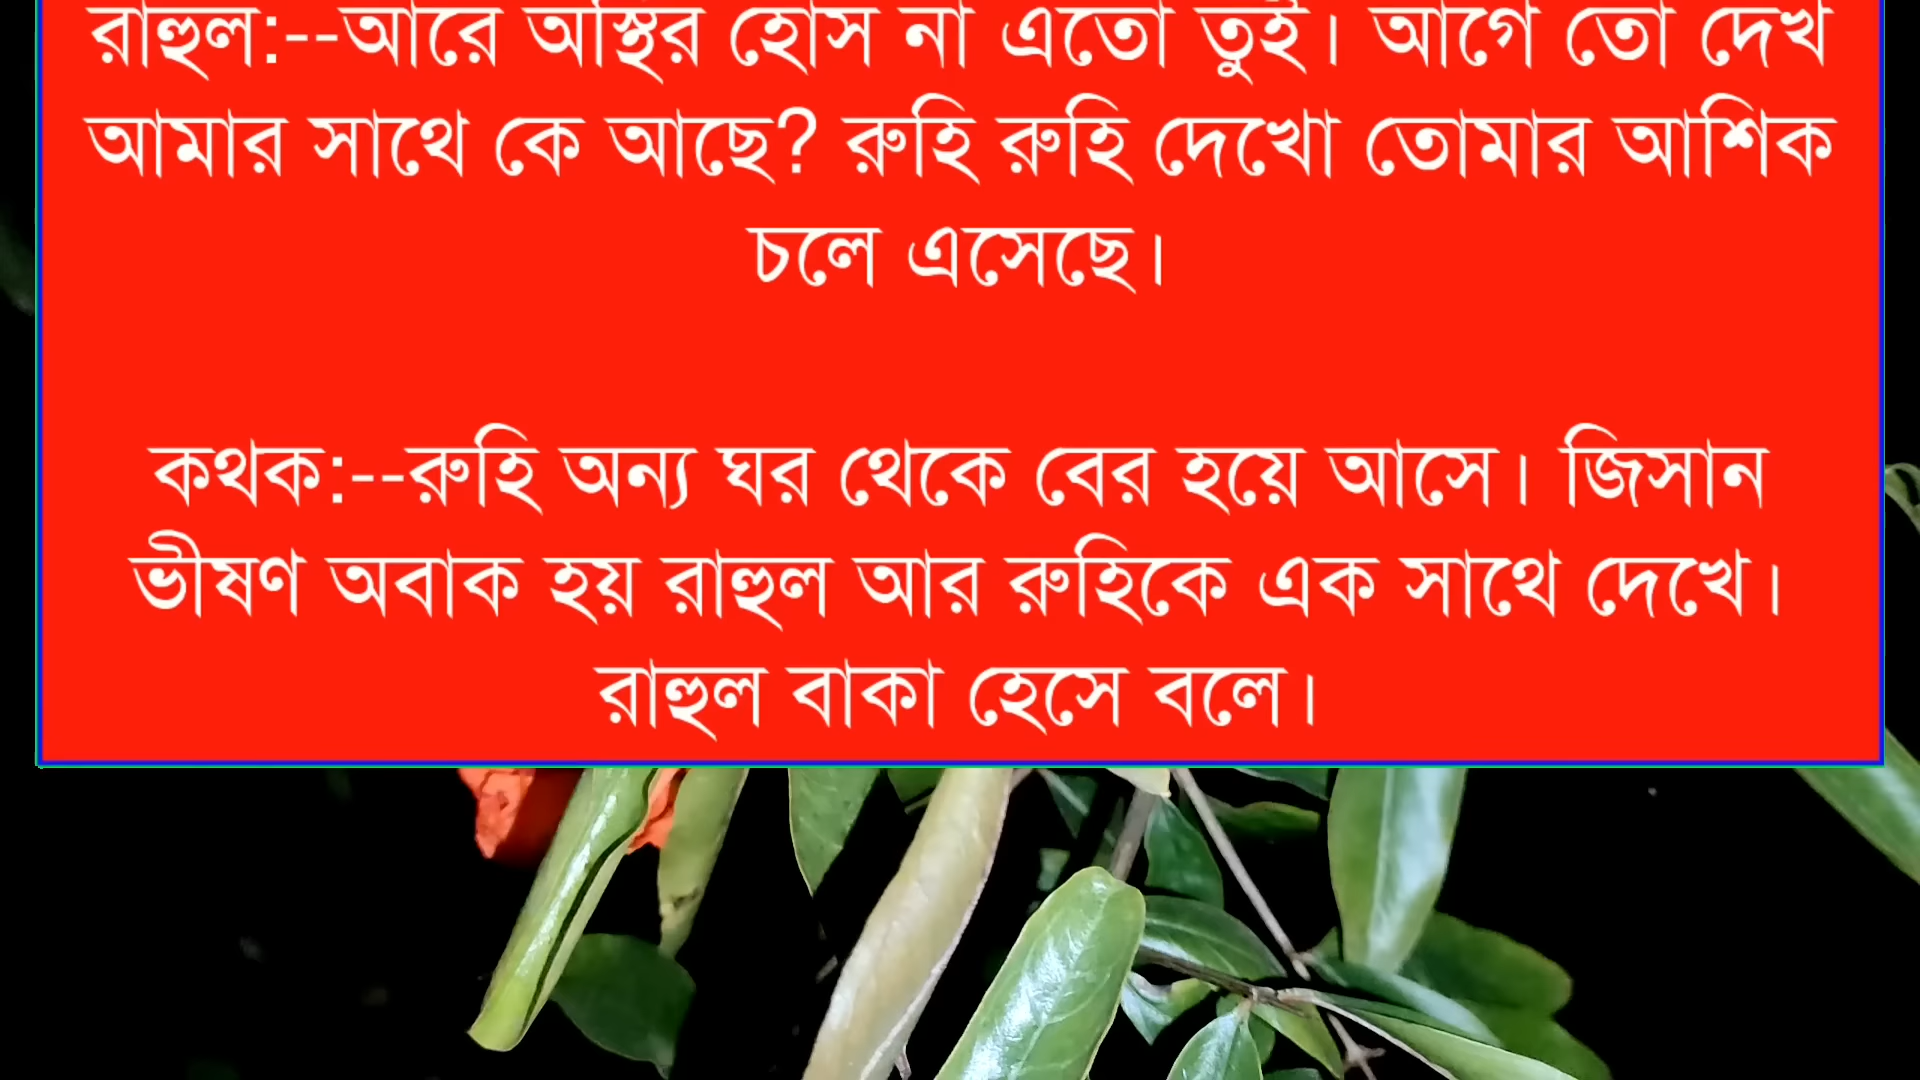 রাহুল:--আরে অস্থির হোস না এতো তুই। আগে তো দেখ
আমার সাথে কে আছে? রুহি রুহি দেখো তোমার আশিক
চলে এসেছে।
কথক:--রুহি অন্য ঘর থেকে বের হয়ে আসে। জিসান
ভীষণ অবাক হয় রাহুল আর রুহিকে এক সাথে দেখে।
রাহুল বাকা হেসে বলে।